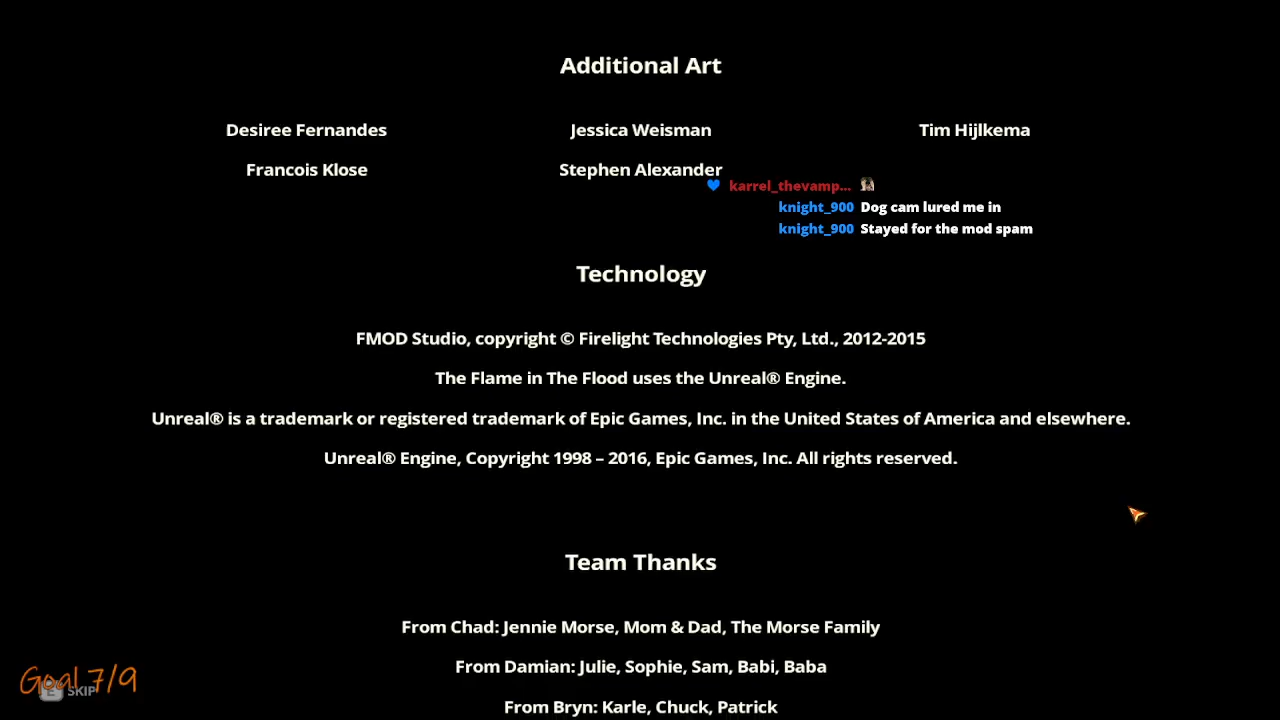 Additional Art
Desiree Fernandes Jessica Weisman Tim Hijlkema
Francois Klose Stephen Alexander
karrel_thevamp...
knight_900 Dog cam lured me in
knight_900 Stayed for the mod spam
Technology
FMOD Studio, copyright © Firelight Technologies Pty, Ltd., 2012-2015
The Flame in The Flood uses the Unreal® Engine.
Unreal® is a trademark or registered trademark of Epic Games, Inc. in the United States of America and elsewhere.
Unreal® Engine, Copyright 1998 – 2016, Epic Games, Inc. All rights reserved.
Team Thanks
From Chad: Jennie Morse, Mom & Dad, The Morse Family
From Damian: Julie, Sophie, Sam, Babi, Baba
From Bryn: Karle, Chuck, Patrick
Goal 7/9
SKIP